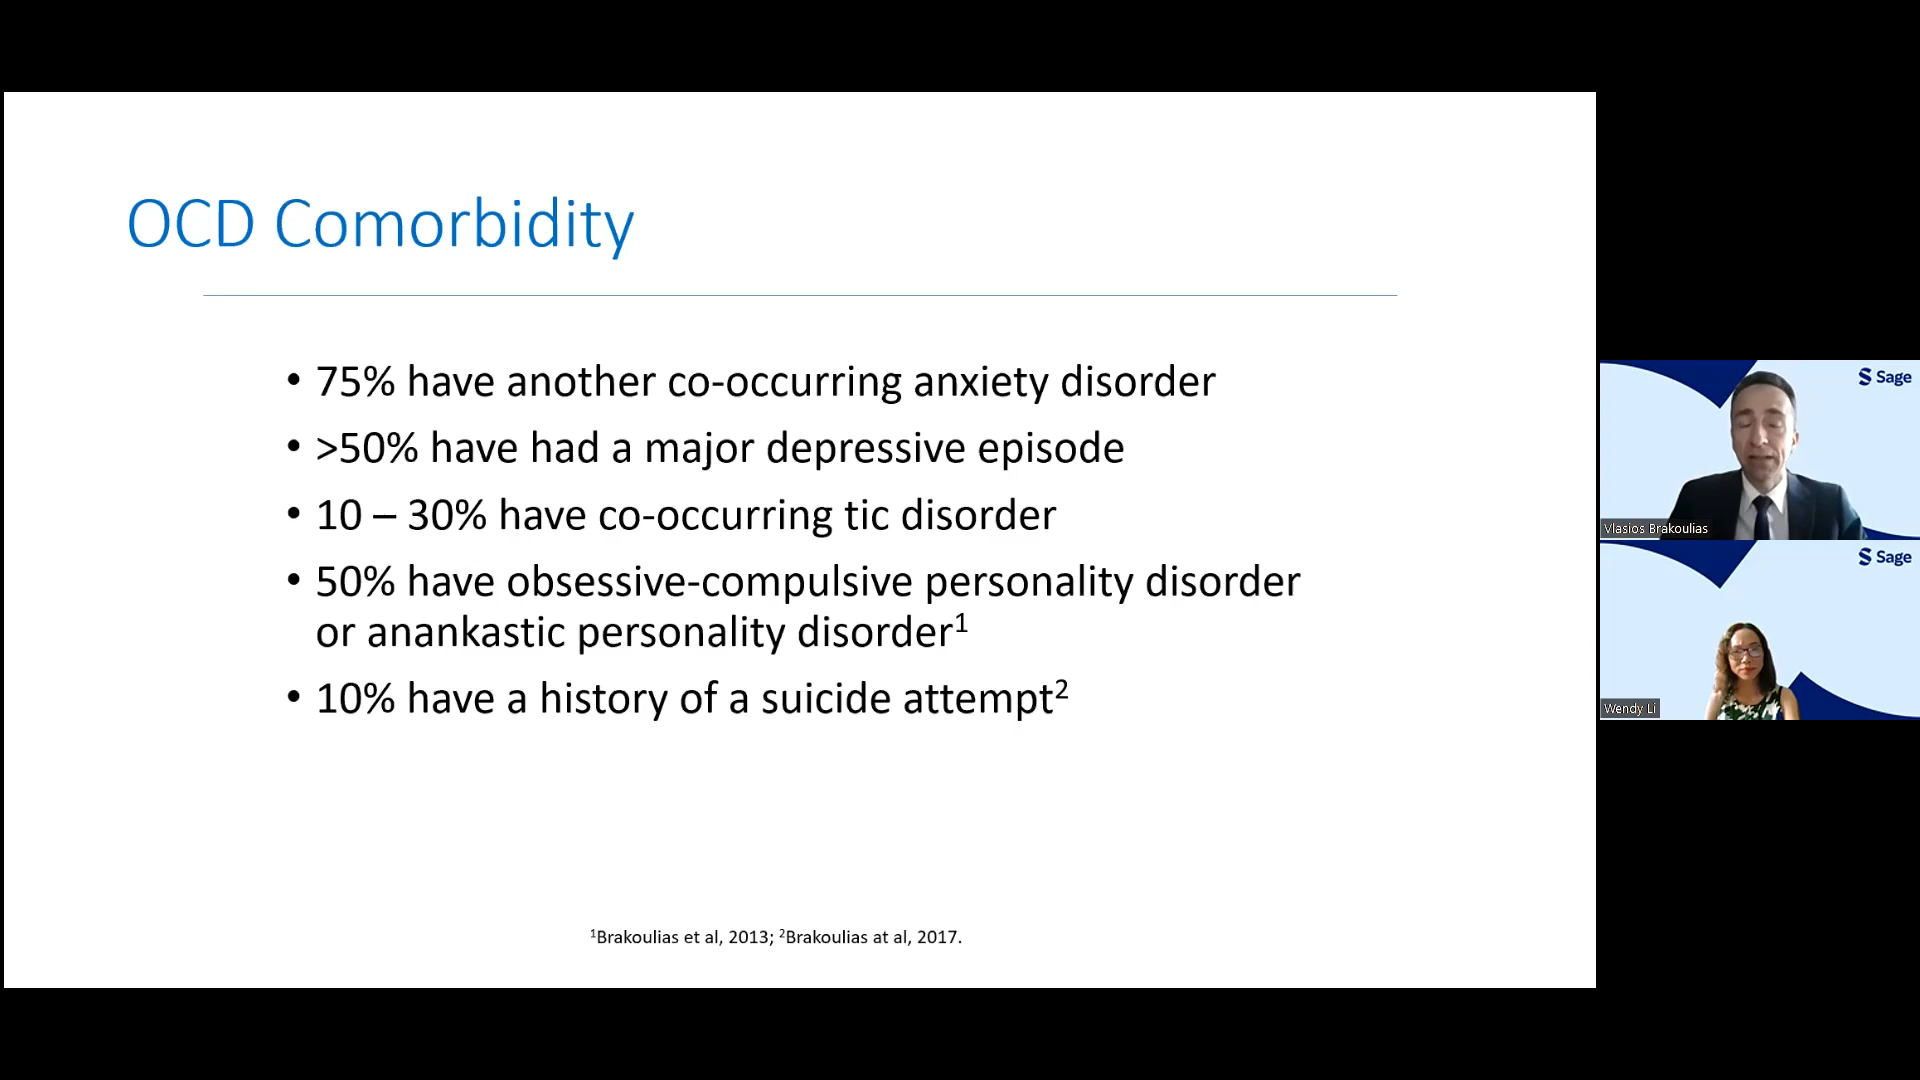 OCD Comorbidity
• 75% have another co-occurring anxiety disorder
• >50% have had a major depressive episode
• 10 – 30% have co-occurring tic disorder
• 50% have obsessive-compulsive personality disorder
or anankastic personality disorder¹
• 10% have a history of a suicide attempt²
¹Brakoulias et al, 2013; ²Brakoulias at al, 2017.
Sage
Vlasios Brakoulias
Sage
Wendy Li